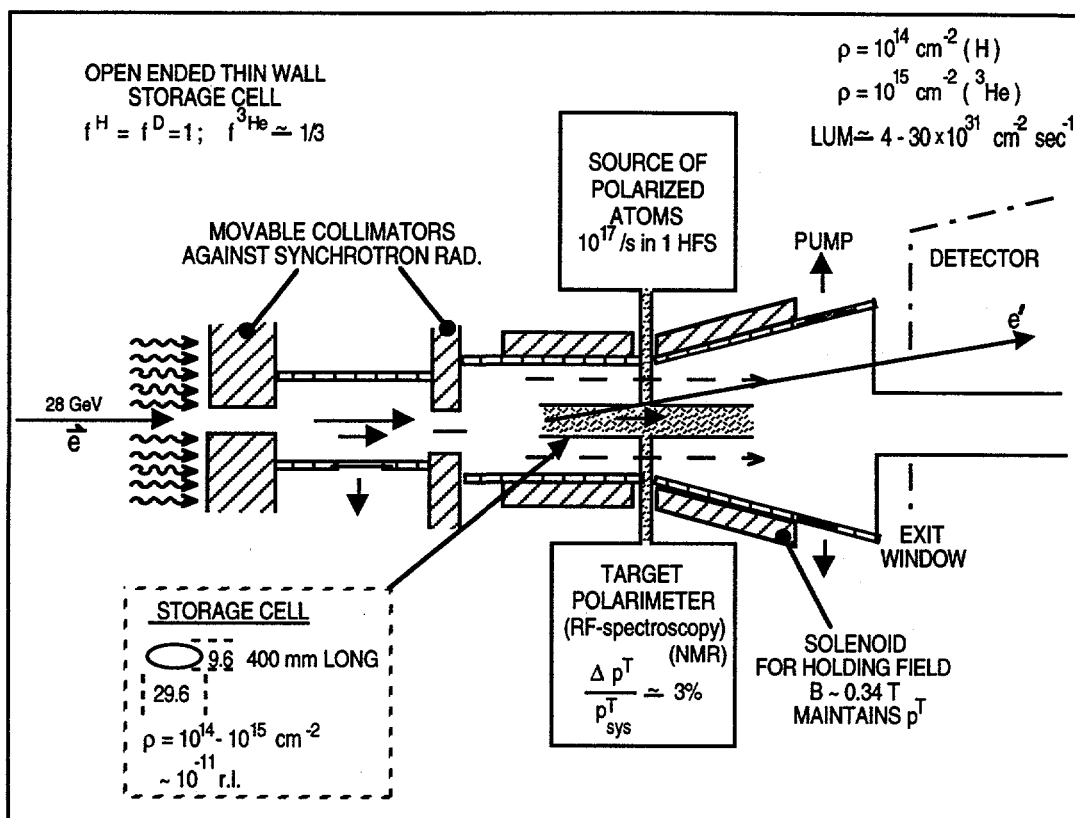 OPEN ENDED THIN WALL
STORAGE CELL
f^H = f^D = 1; f^3He ≃ 1/3
ρ = 10^14 cm^-2 (H)
ρ = 10^15 cm^-2 (^3He)
LUM ≃ 4 - 30 x 10^31 cm^-2 sec^-1
SOURCE OF
POLARIZED
ATOMS
10^17 /s in 1 HFS
MOVABLE COLLIMATORS
AGAINST SYNCHROTRON RAD.
PUMP
DETECTOR
e'
28 GeV
e
EXIT
WINDOW
TARGET
POLARIMETER
(RF-spectroscopy)
(NMR)
Δ p^T
/ p^T_sys ≃ 3%
SOLENOID
FOR HOLDING FIELD
B ~ 0.34 T
MAINTAINS p^T
STORAGE CELL
9.6 400 mm LONG
29.6
ρ = 10^14 - 10^15 cm^-2
~ 10^-11 r.l.